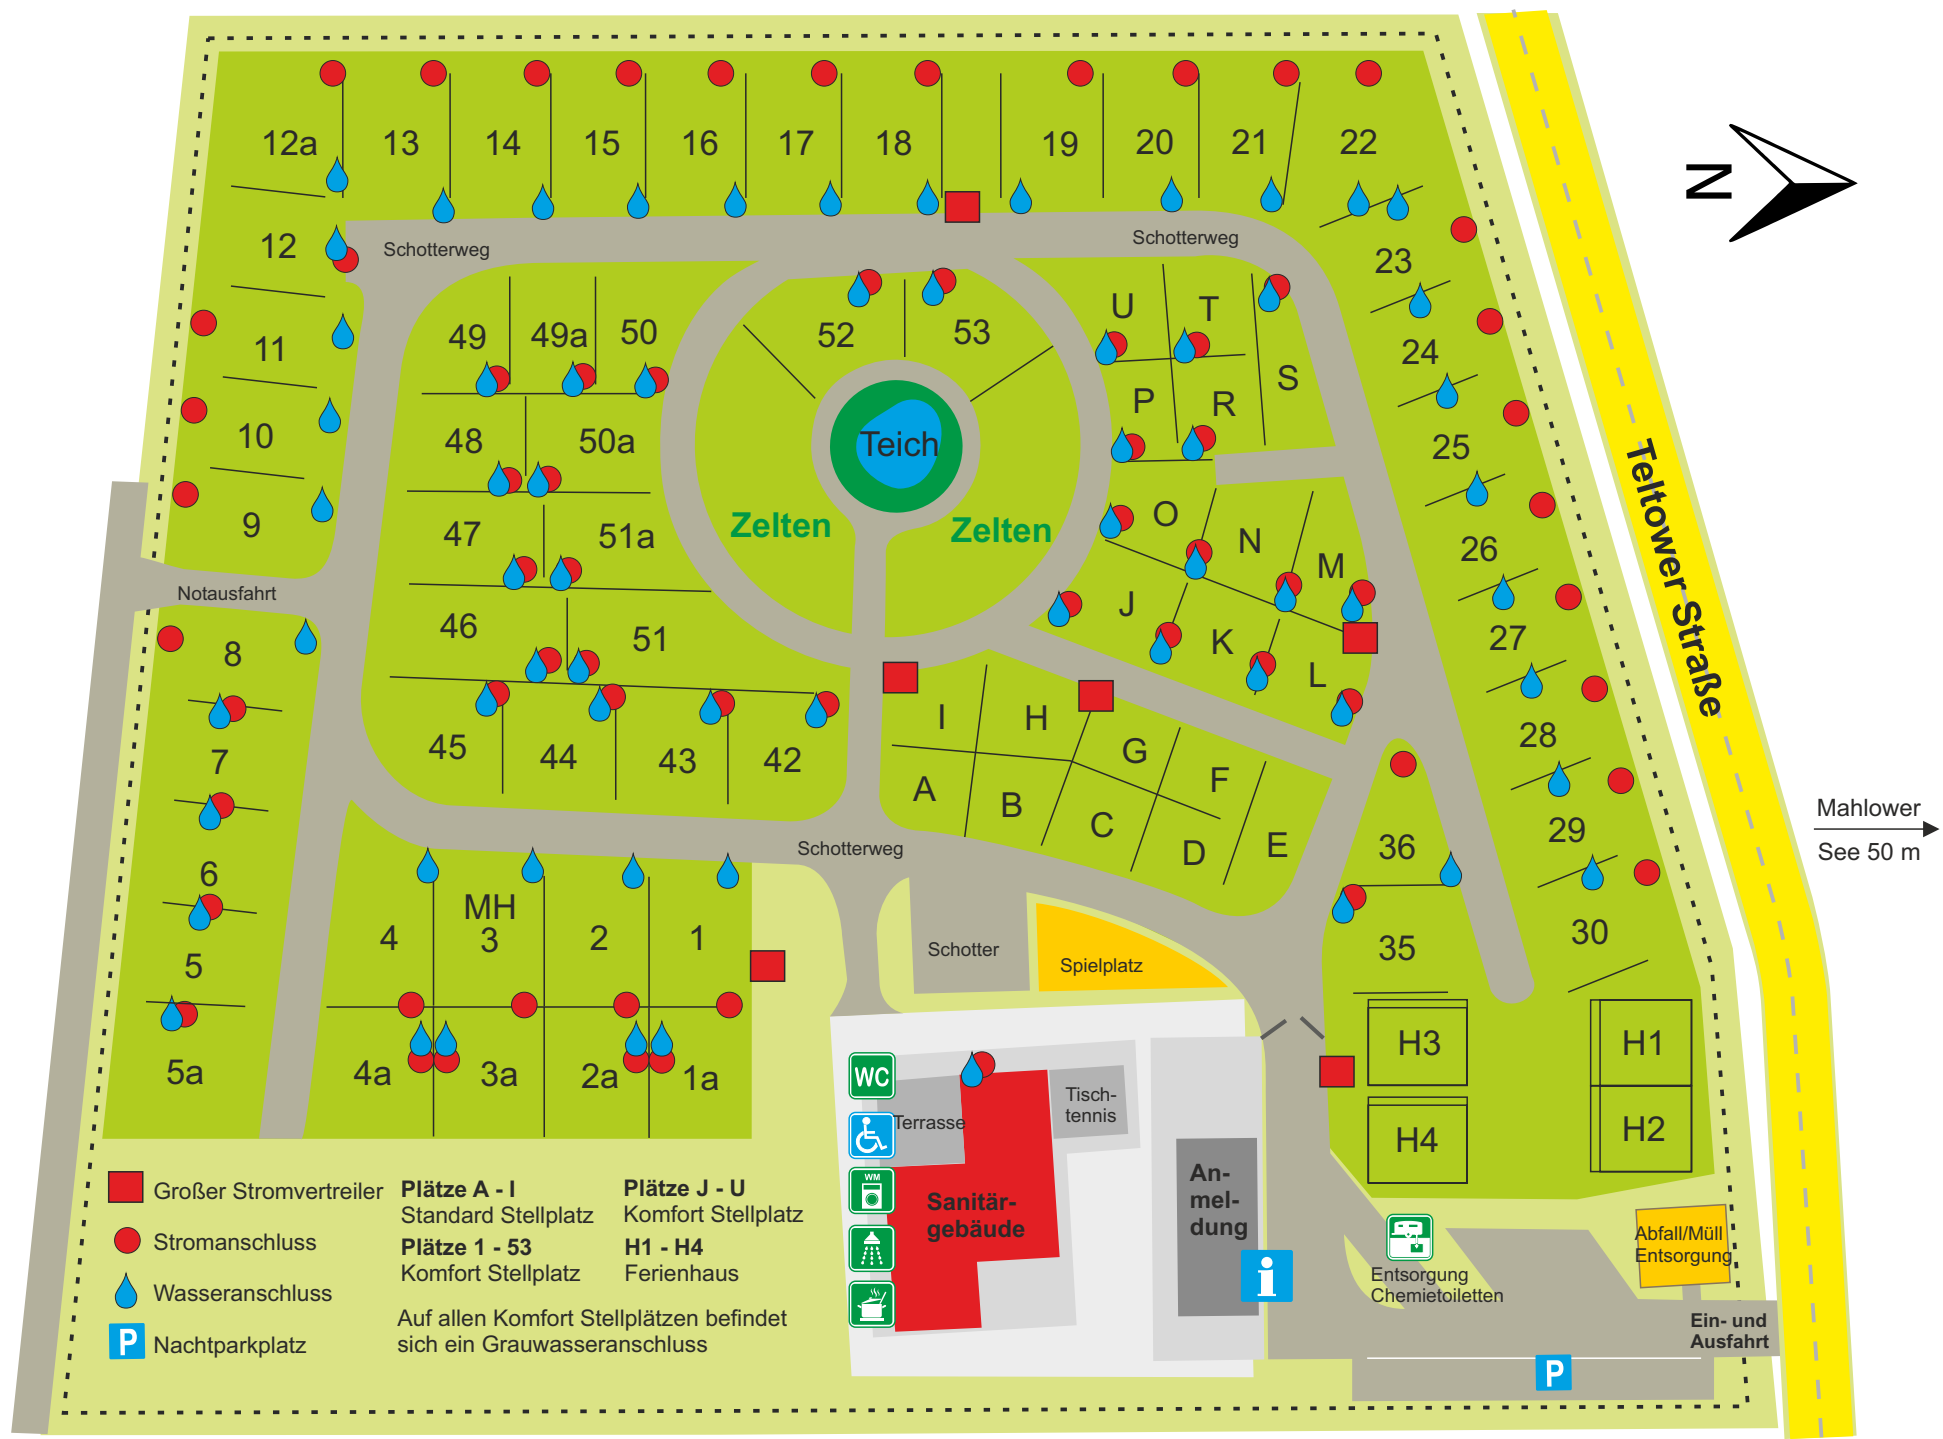 12a
13
14
15
16
17
18
19
20
21
22
N
12
Schotterweg
Schotterweg
23
11
49
49a
50
52
53
U
T
S
24
10
48
50a
Teich
P
R
25
9
47
51a
Zelten
Zelten
O
N
M
26
Teltower Straße
Notausfahrt
8
46
51
J
K
L
27
7
45
44
43
42
I
H
G
F
28
A
B
C
D
E
Mahlower
See 50 m
6
Schotterweg
36
29
5
4
MH
3
2
1
Schotter
Spielplatz
35
30
5a
4a
3a
2a
1a
WC
Terrasse
Tisch-
tennis
H3
H1
H4
H2
WM
Sanitär-
gebäude
An-
mel-
dung
i
Entsorgung
Chemietoiletten
Abfall/Müll
Entsorgung
Ein- und
Ausfahrt
P
Großer Stromvertreiler
Stromanschluss
Wasseranschluss
P Nachtparkplatz
Plätze A - I
Standard Stellplatz
Plätze 1 - 53
Komfort Stellplatz
Plätze J - U
Komfort Stellplatz
H1 - H4
Ferienhaus
Auf allen Komfort Stellplätzen befindet
sich ein Grauwasseranschluss